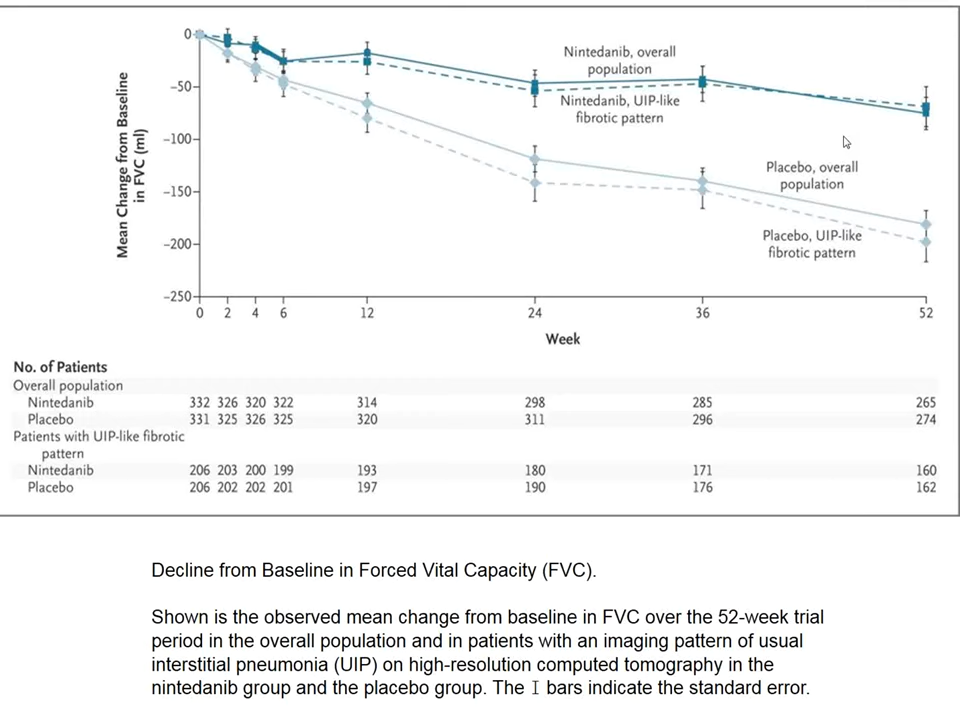 0
−50
−100
−150
−200
−250
Mean Change from Baseline
in FVC (ml)
Nintedanib, overall
population
Nintedanib, UIP-like
fibrotic pattern
Placebo, overall
population
Placebo, UIP-like
fibrotic pattern
0 2 4 6 12 24 36 52
Week
No. of Patients
Overall population
Nintedanib 332 326 320 322 314 298 285 265
Placebo 331 325 326 325 320 311 296 274
Patients with UIP-like fibrotic
pattern
Nintedanib 206 203 200 199 193 180 171 160
Placebo 206 202 202 201 197 190 176 162
Decline from Baseline in Forced Vital Capacity (FVC).
Shown is the observed mean change from baseline in FVC over the 52-week trial
period in the overall population and in patients with an imaging pattern of usual
interstitial pneumonia (UIP) on high-resolution computed tomography in the
nintedanib group and the placebo group. The I bars indicate the standard error.